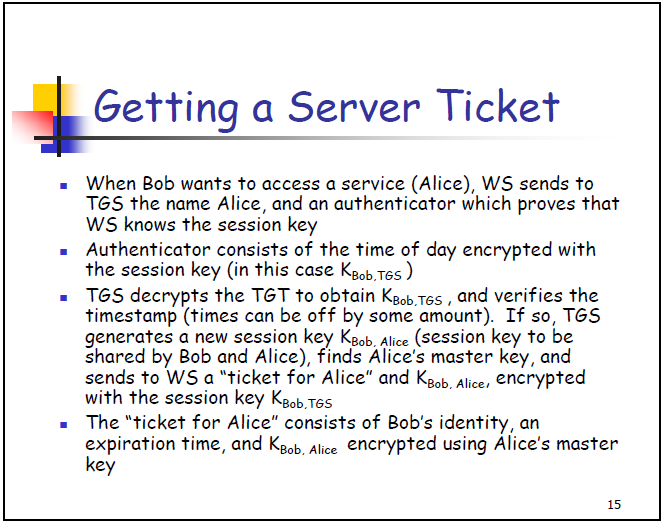 Getting a Server Ticket
When Bob wants to access a service (Alice), WS sends to
TGS the name Alice, and an authenticator which proves that
WS knows the session key
Authenticator consists of the time of day encrypted with
the session key (in this case KBob,TGS )
TGS decrypts the TGT to obtain KBob,TGS , and verifies the
timestamp (times can be off by some amount). If so, TGS
generates a new session key KBob, Alice (session key to be
shared by Bob and Alice), finds Alice's master key, and
sends to WS a “ticket for Alice” and KBob, Alice, encrypted
with the session key KBob,TGS
The “ticket for Alice” consists of Bob's identity, an
expiration time, and KBob, Alice encrypted using Alice's master
key
15